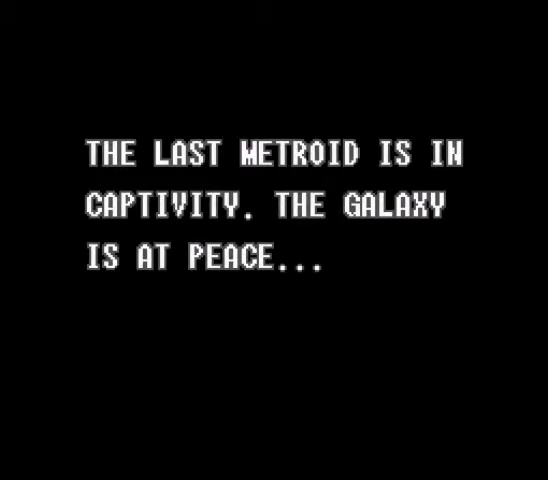 THE LAST METROID IS IN
CAPTIVITY. THE GALAXY
IS AT PEACE...